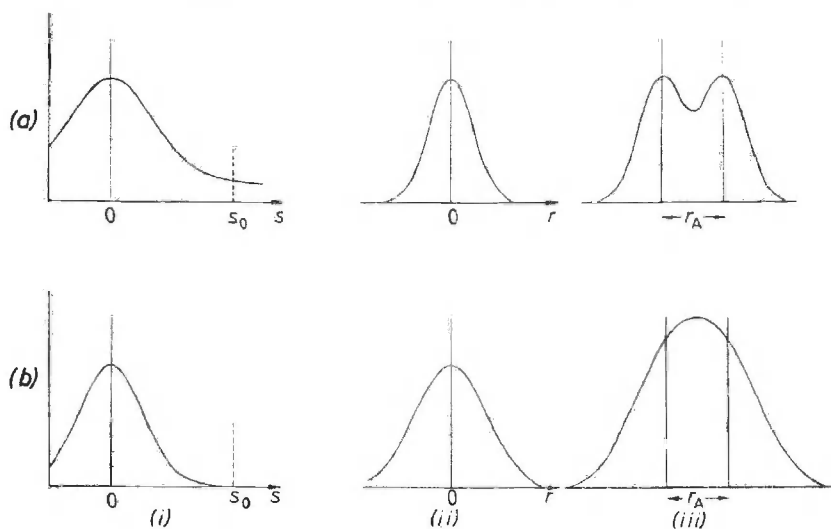 (a)
0 s₀ s
0 r
r_A
(b)
0 s₀ s
0 r
r_A
(i)
(ii)
(iii)